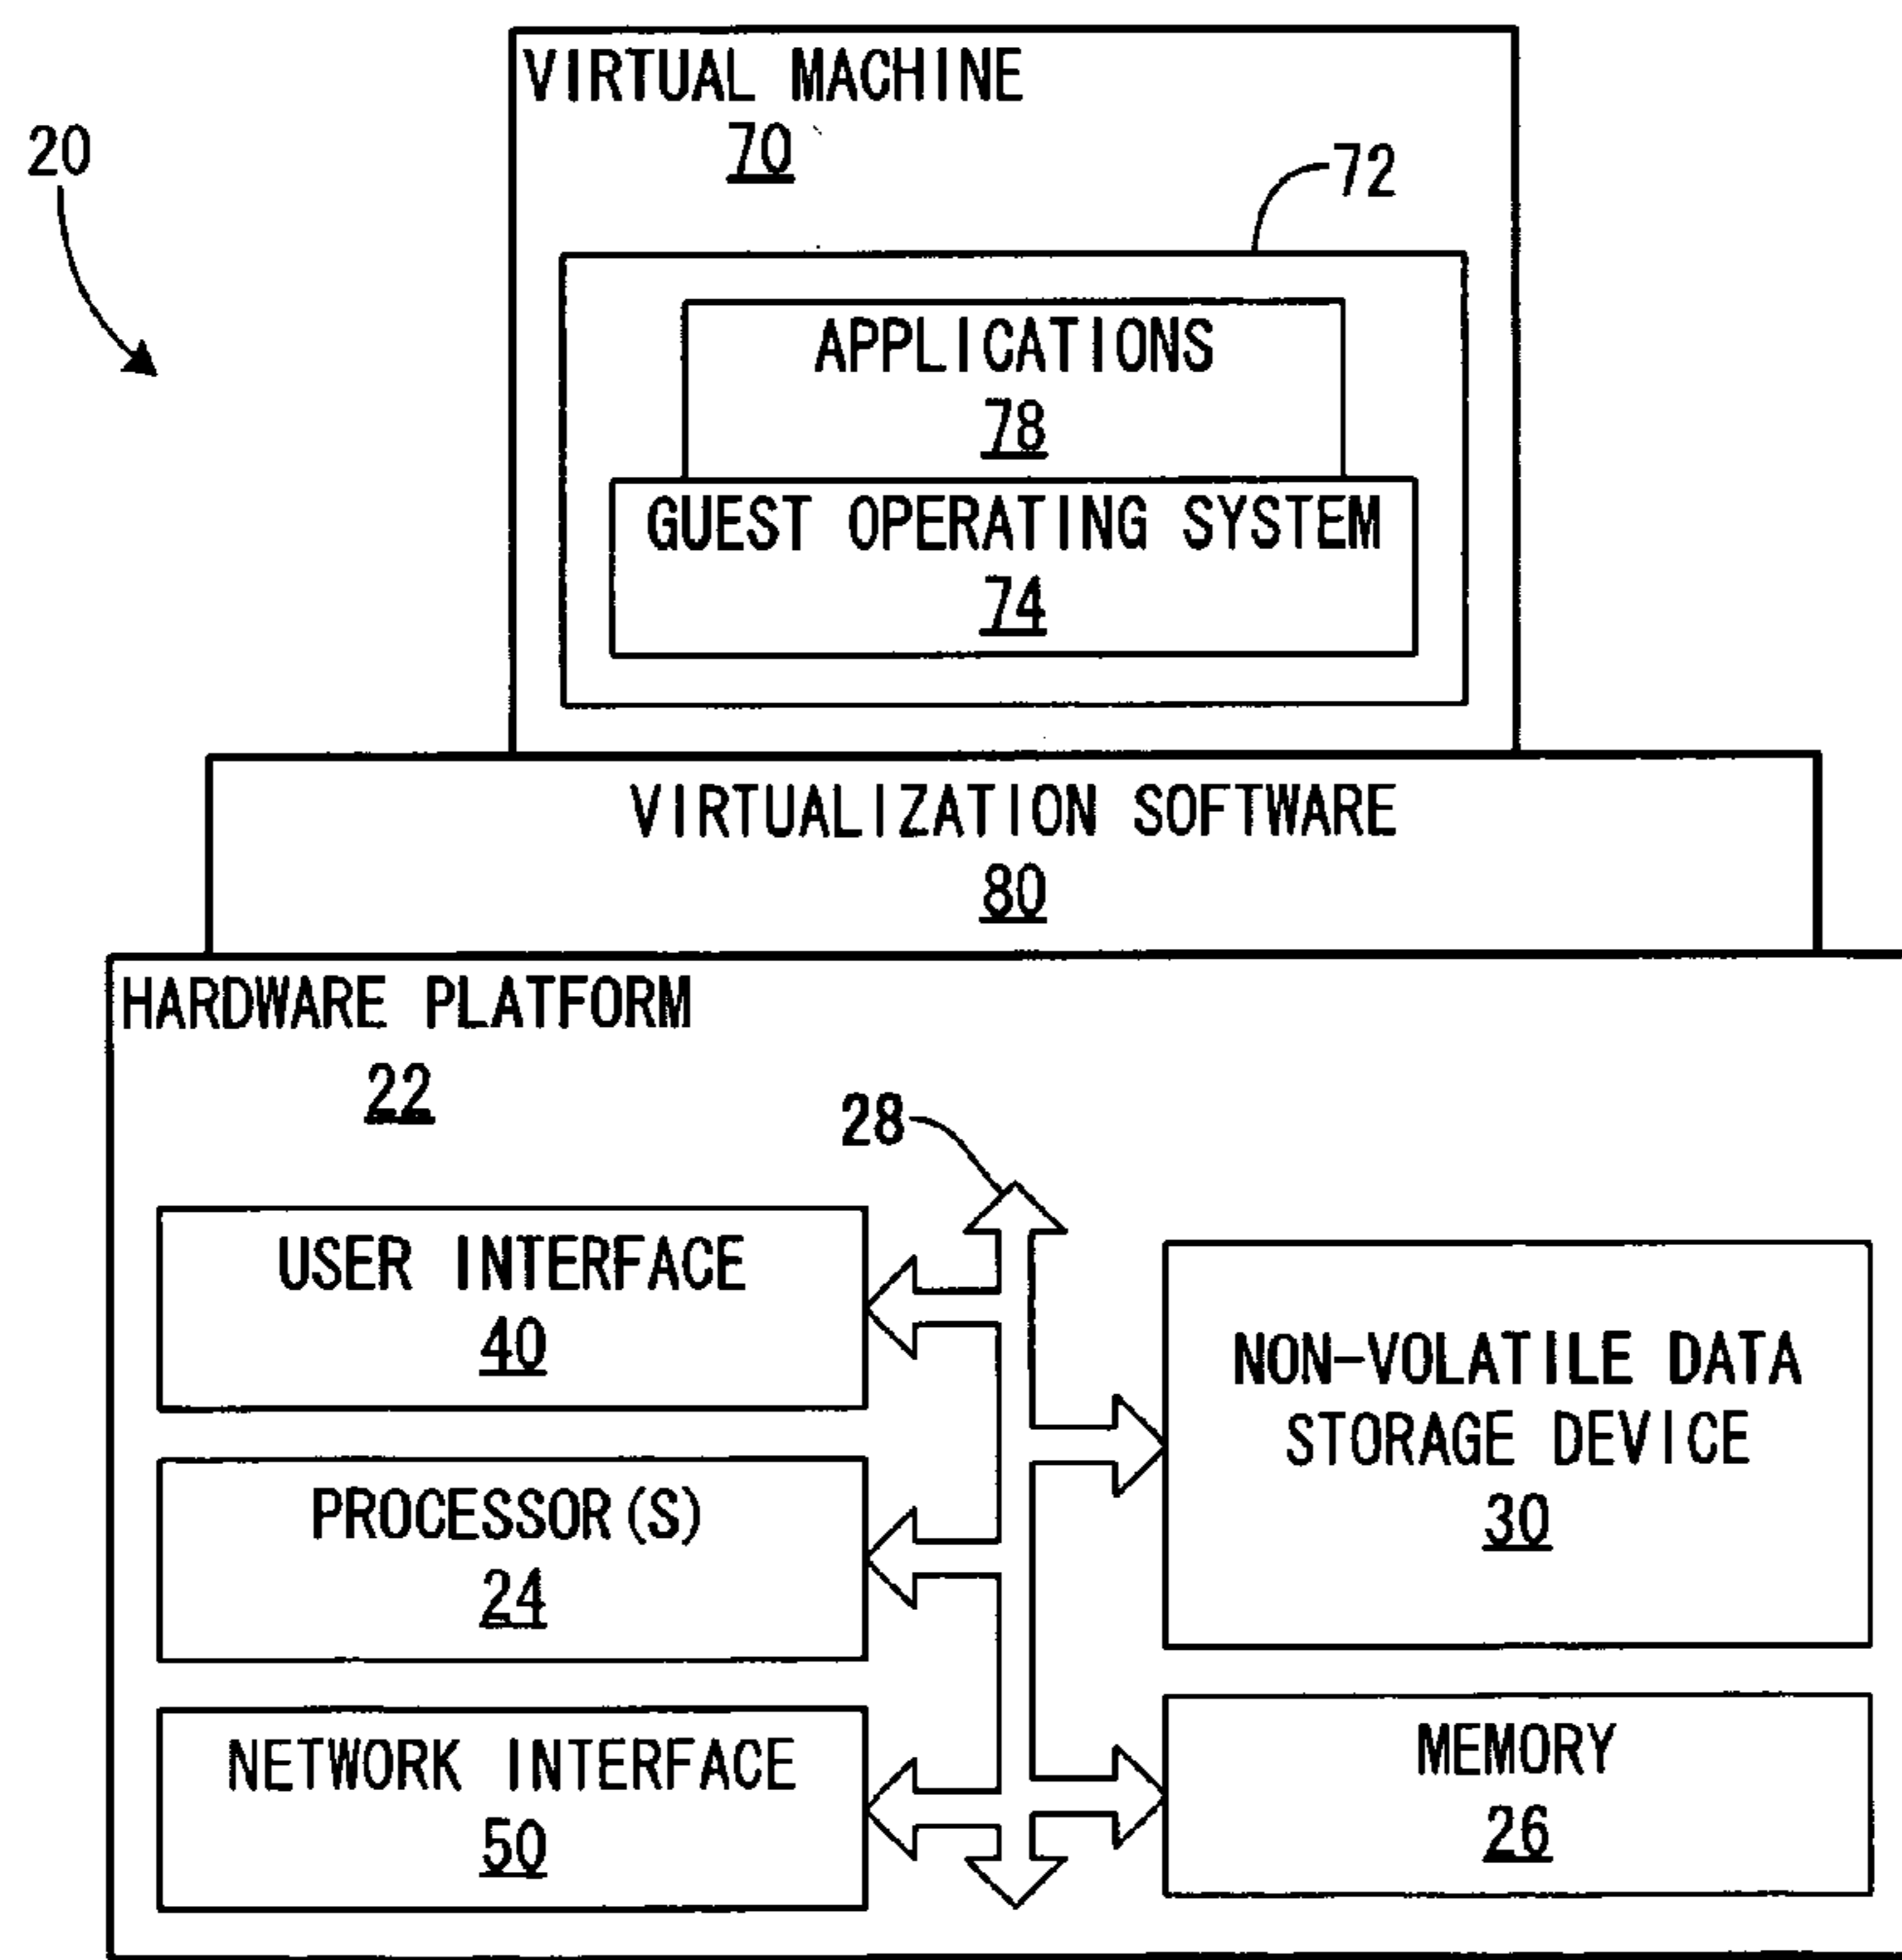 VIRTUAL MACHINE
70
20
72
APPLICATIONS
78
GUEST OPERATING SYSTEM
74
VIRTUALIZATION SOFTWARE
80
HARDWARE PLATFORM
22
28
USER INTERFACE
40
NON-VOLATILE DATA
STORAGE DEVICE
30
PROCESSOR(S)
24
NETWORK INTERFACE
50
MEMORY
26